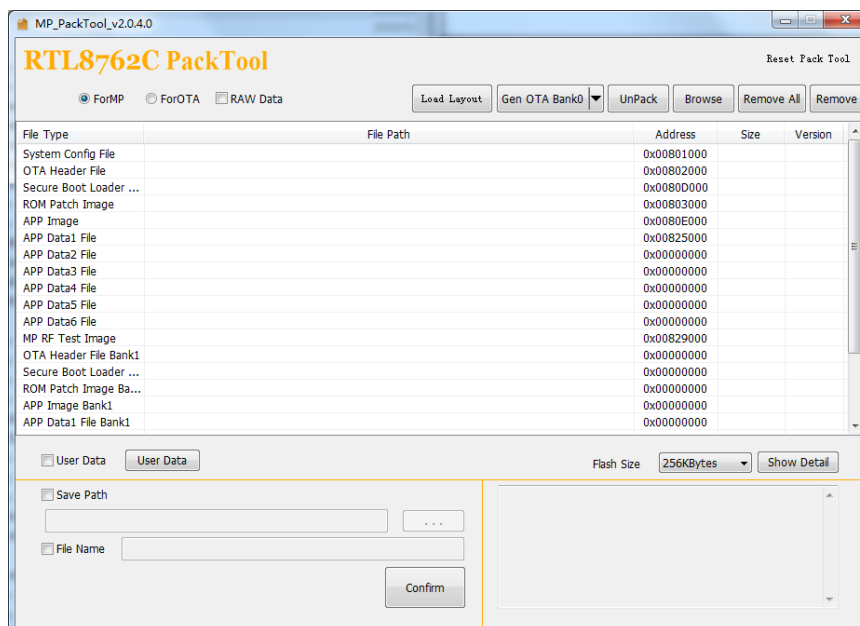 MP_PackTool_v2.0.4.0
RTL8762C PackTool
Reset Pack Tool
ForMP ForOTA RAW Data Load Layout Gen OTA Bank0 UnPack Browse Remove All Remove
File Type File Path Address Size Version
System Config File 0x00801000
OTA Header File 0x00802000
Secure Boot Loader ... 0x0080D000
ROM Patch Image 0x00803000
APP Image 0x0080E000
APP Data1 File 0x00825000
APP Data2 File 0x00000000
APP Data3 File 0x00000000
APP Data4 File 0x00000000
APP Data5 File 0x00000000
APP Data6 File 0x00000000
MP RF Test Image 0x00829000
OTA Header File Bank1 0x00000000
Secure Boot Loader ... 0x00000000
ROM Patch Image Ba... 0x00000000
APP Image Bank1 0x00000000
APP Data1 File Bank1 0x00000000
User Data User Data Flash Size 256KBytes Show Detail
Save Path
...
File Name
Confirm